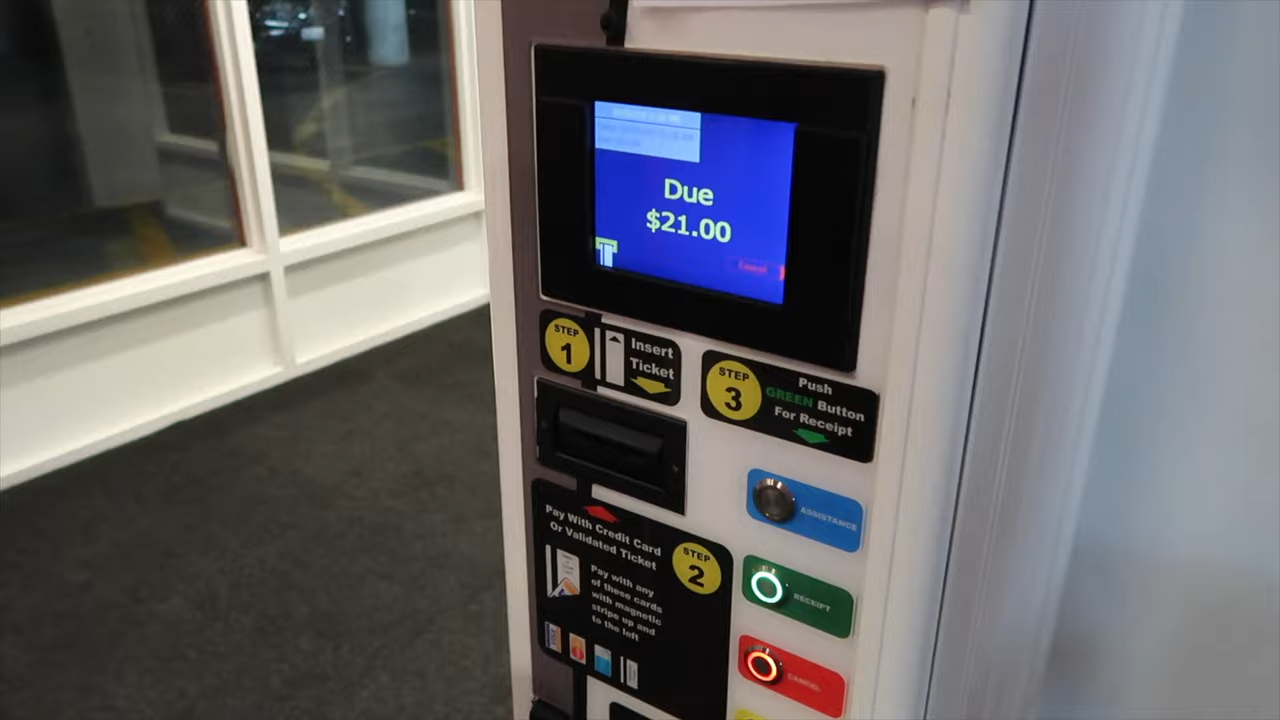 Due
$21.00
Cancel
STEP
1
Insert
Ticket
STEP
3
Push
GREEN Button
For Receipt
ASSISTANCE
Pay With Credit Card
Or Validated Ticket
STEP
2
Pay with any
of these cards
with magnetic
stripe up and
to the left
VISA
RECEIPT
CANCEL